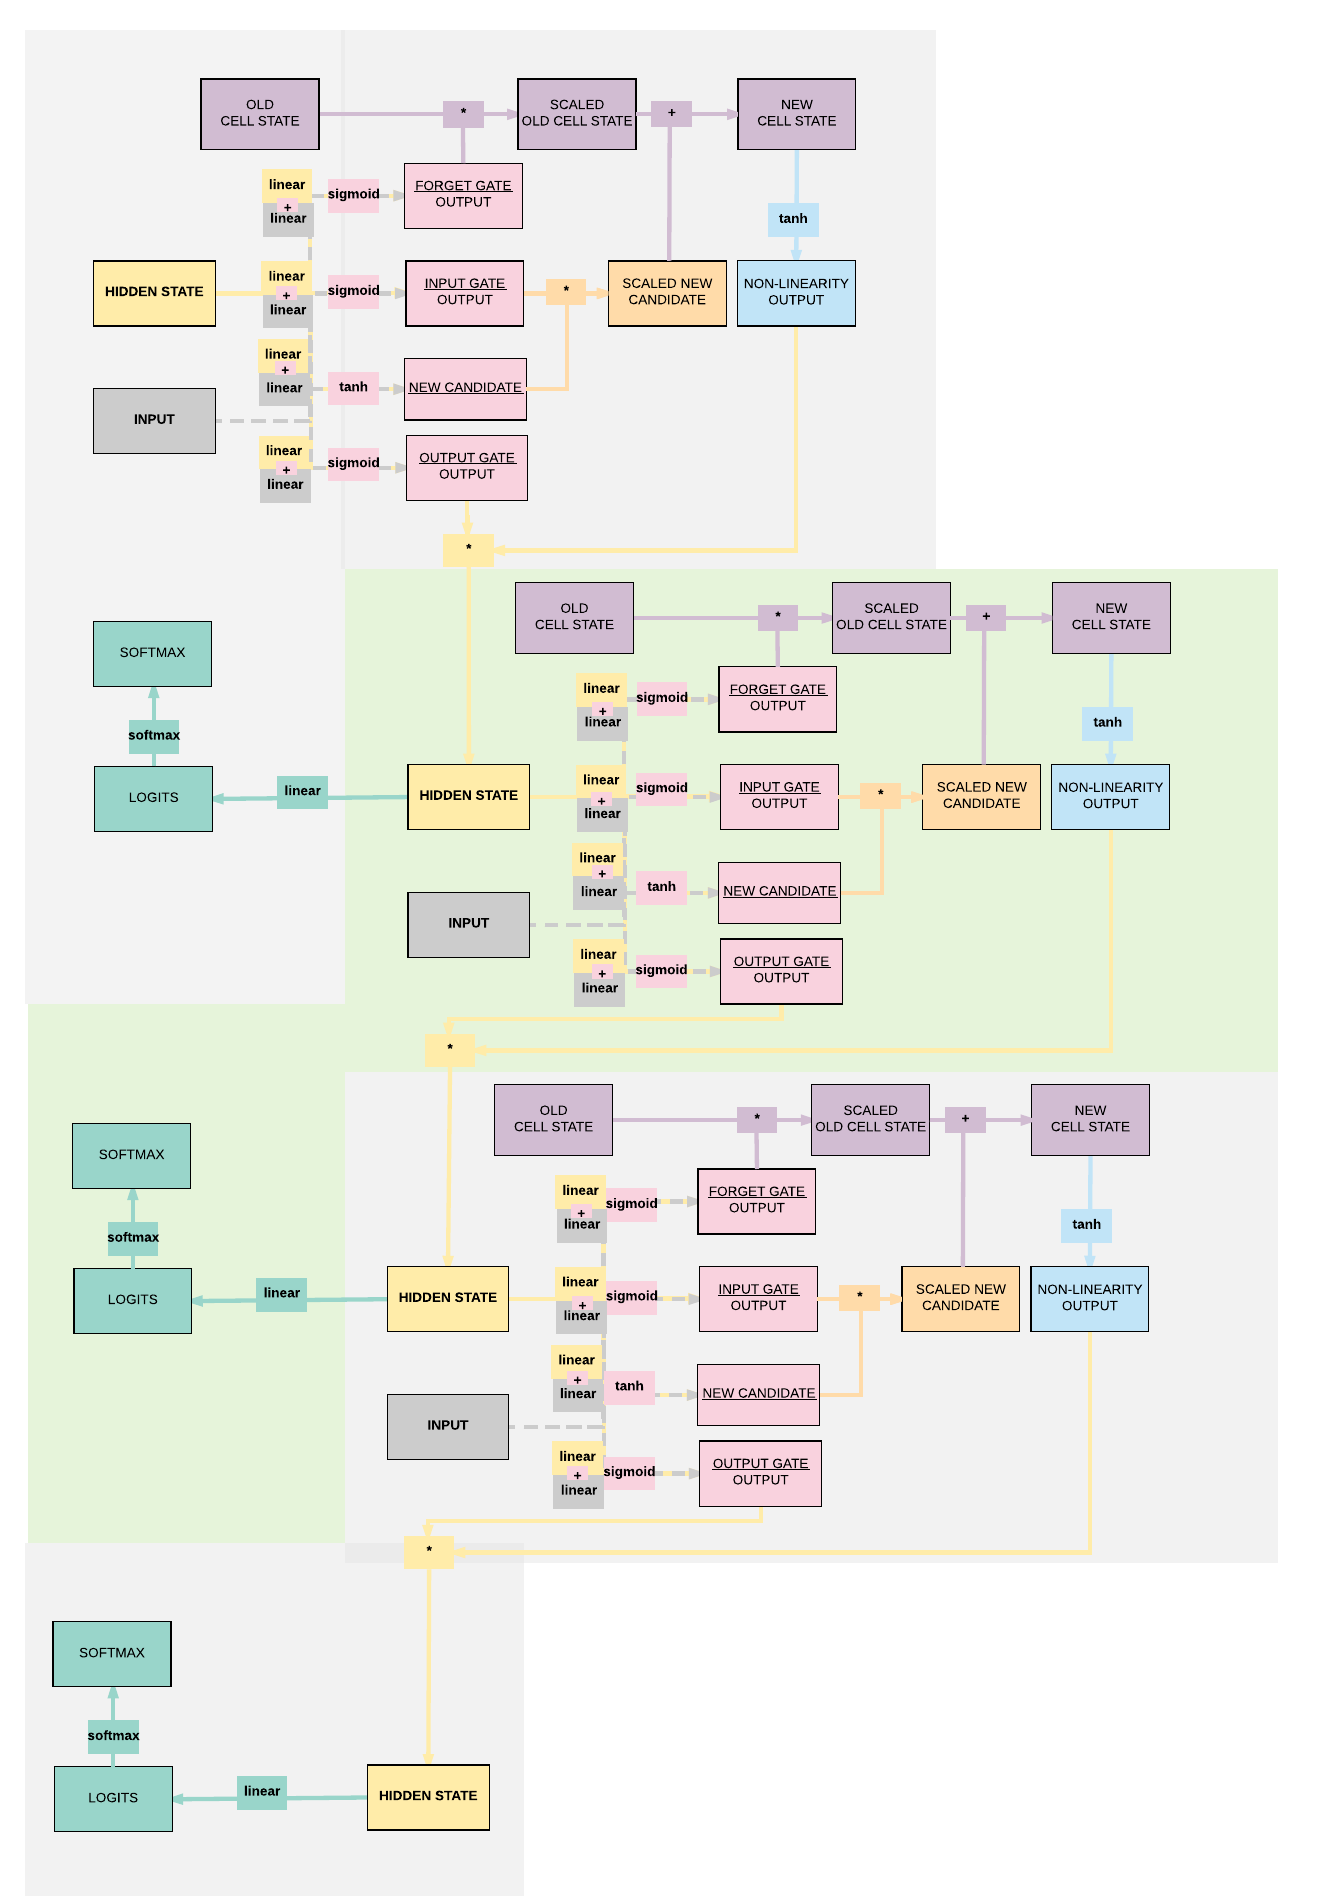 OLD
CELL STATE
*
SCALED
OLD CELL STATE
+
NEW
CELL STATE
linear
+
linear
sigmoid
FORGET GATE
OUTPUT
tanh
HIDDEN STATE
linear
+
linear
sigmoid
INPUT GATE
OUTPUT
*
SCALED NEW
CANDIDATE
NON-LINEARITY
OUTPUT
linear
+
linear
tanh
NEW CANDIDATE
INPUT
linear
+
linear
sigmoid
OUTPUT GATE
OUTPUT
*
OLD
CELL STATE
*
SCALED
OLD CELL STATE
+
NEW
CELL STATE
SOFTMAX
softmax
LOGITS
linear
linear
+
linear
sigmoid
FORGET GATE
OUTPUT
tanh
HIDDEN STATE
linear
+
linear
sigmoid
INPUT GATE
OUTPUT
*
SCALED NEW
CANDIDATE
NON-LINEARITY
OUTPUT
linear
+
linear
tanh
NEW CANDIDATE
INPUT
linear
+
linear
sigmoid
OUTPUT GATE
OUTPUT
*
OLD
CELL STATE
*
SCALED
OLD CELL STATE
+
NEW
CELL STATE
SOFTMAX
softmax
LOGITS
linear
linear
+
linear
sigmoid
FORGET GATE
OUTPUT
tanh
HIDDEN STATE
linear
+
linear
sigmoid
INPUT GATE
OUTPUT
*
SCALED NEW
CANDIDATE
NON-LINEARITY
OUTPUT
linear
+
linear
tanh
NEW CANDIDATE
INPUT
linear
+
linear
sigmoid
OUTPUT GATE
OUTPUT
*
SOFTMAX
softmax
LOGITS
linear
HIDDEN STATE